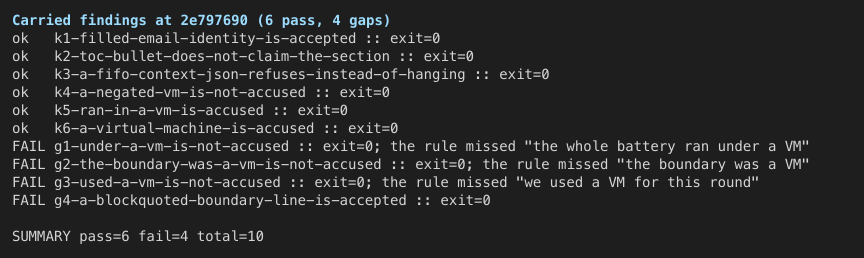 Carried findings at 2e797690 (6 pass, 4 gaps)
ok   k1-filled-email-identity-is-accepted :: exit=0
ok   k2-toc-bullet-does-not-claim-the-section :: exit=0
ok   k3-a-fifo-context-json-refuses-instead-of-hanging :: exit=0
ok   k4-a-negated-vm-is-not-accused :: exit=0
ok   k5-ran-in-a-vm-is-accused :: exit=0
ok   k6-a-virtual-machine-is-accused :: exit=0
FAIL g1-under-a-vm-is-not-accused :: exit=0; the rule missed "the whole battery ran under a VM"
FAIL g2-the-boundary-was-a-vm-is-not-accused :: exit=0; the rule missed "the boundary was a VM"
FAIL g3-used-a-vm-is-not-accused :: exit=0; the rule missed "we used a VM for this round"
FAIL g4-a-blockquoted-boundary-line-is-accepted :: exit=0
SUMMARY pass=6 fail=4 total=10